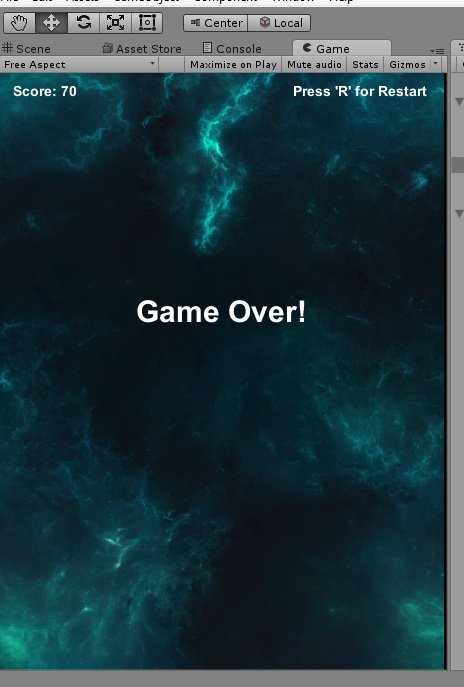 Center Local
Scene Asset Store Console Game
Free Aspect Maximize on Play Mute audio Stats Gizmos
Score: 70 Press 'R' for Restart
Game Over!